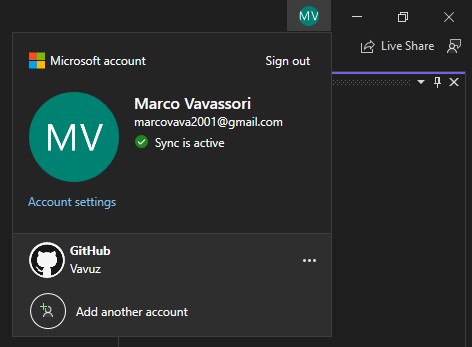 MV
Live Share
Microsoft account
Sign out
MV
Marco Vavassori
marcovava2001@gmail.com
Sync is active
Account settings
GitHub
Vavuz
Add another account